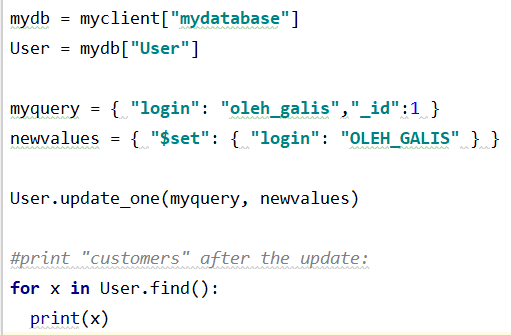 mydb = myclient["mydatabase"]
User = mydb["User"]
myquery = { "login": "oleh_galis","_id":1 }
newvalues = { "$set": { "login": "OLEH_GALIS" } }
User.update_one(myquery, newvalues)
#print "customers" after the update:
for x in User.find():
  print(x)